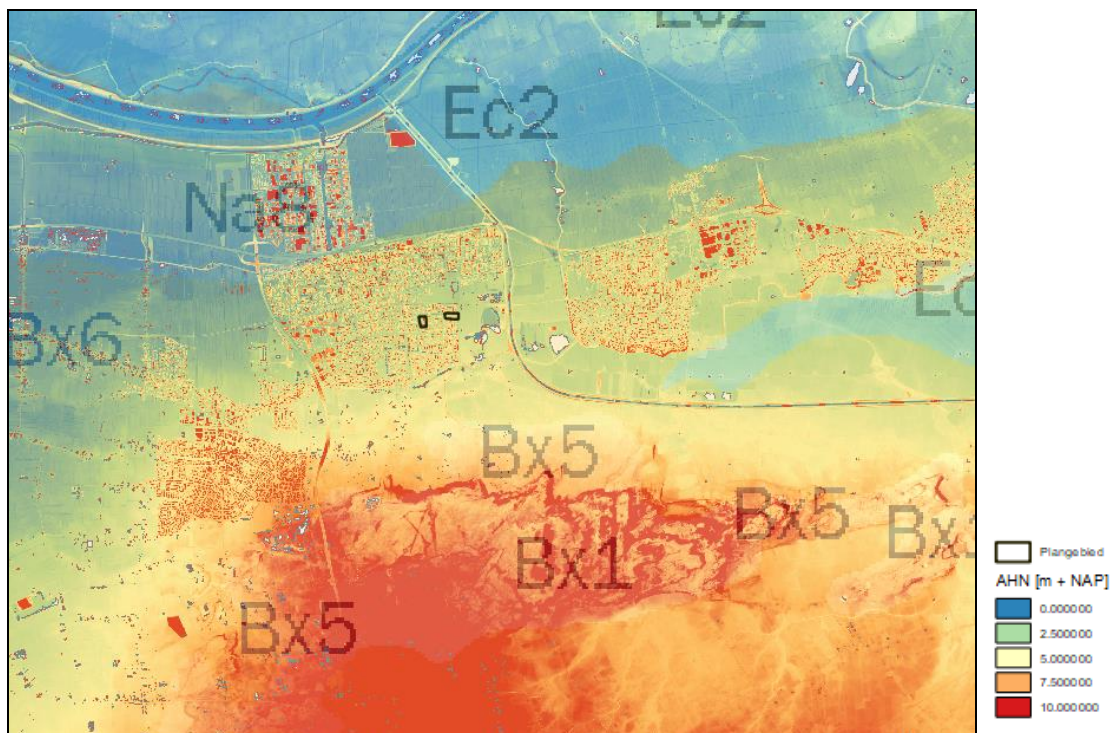 Ec2
Ec2
Bx6
Bx5
Bx5
Bx1
Bx5
Plangebied
AHN [m + NAP]
0.000000
2.500000
5.000000
7.500000
10.000000